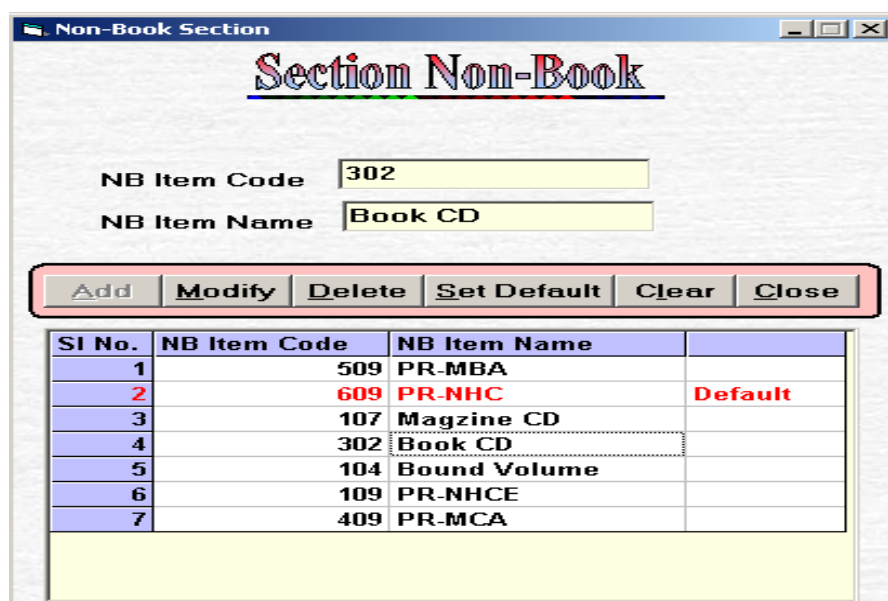 Non-Book Section
Section Non-Book
NB Item Code 302
NB Item Name Book CD
Add Modify Delete Set Default Clear Close
SI No. NB Item Code NB Item Name
1 509 PR-MBA
2 609 PR-NHC Default
3 107 Magzine CD
4 302 Book CD
5 104 Bound Volume
6 109 PR-NHCE
7 409 PR-MCA